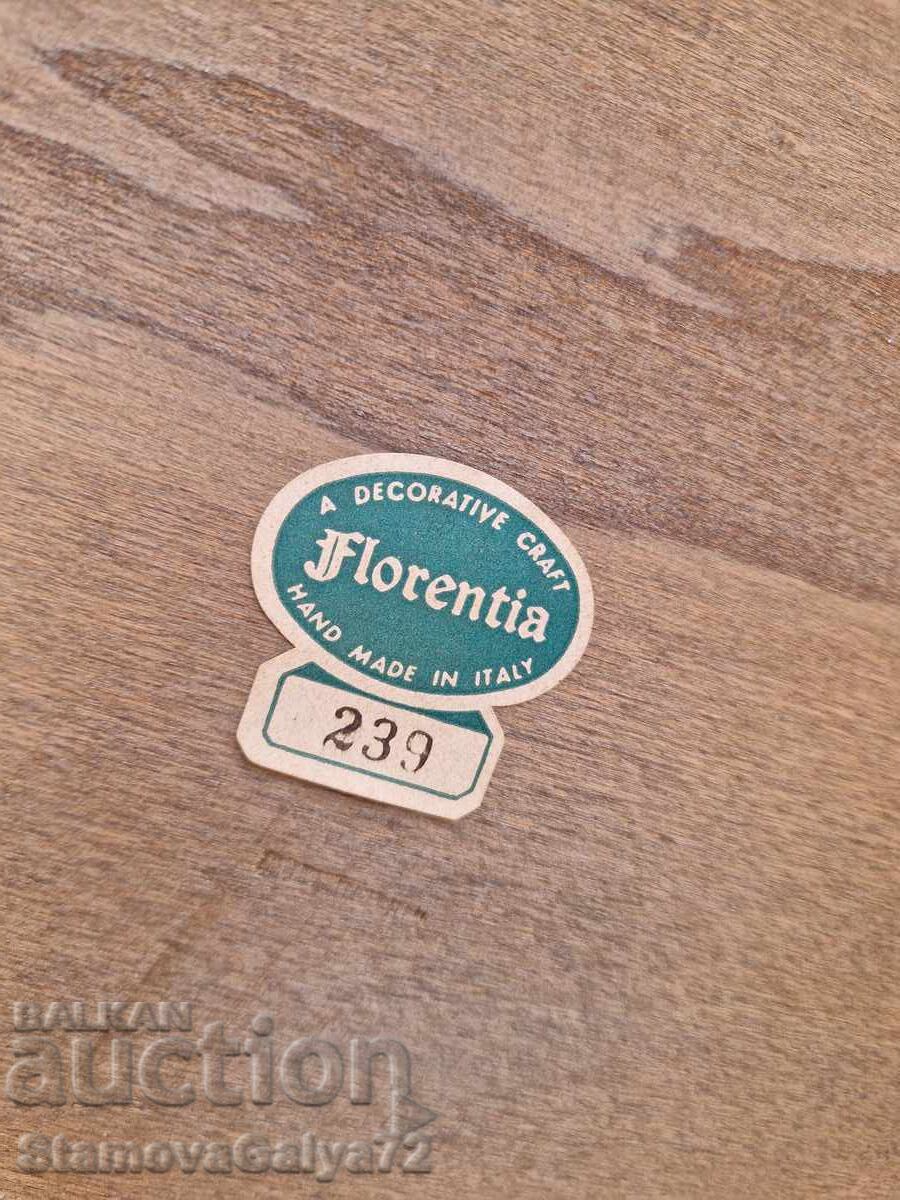 A DECORATIVE CRAFT
Florentia
HAND MADE IN ITALY
239
BALKAN
auction
StamovaGalya72